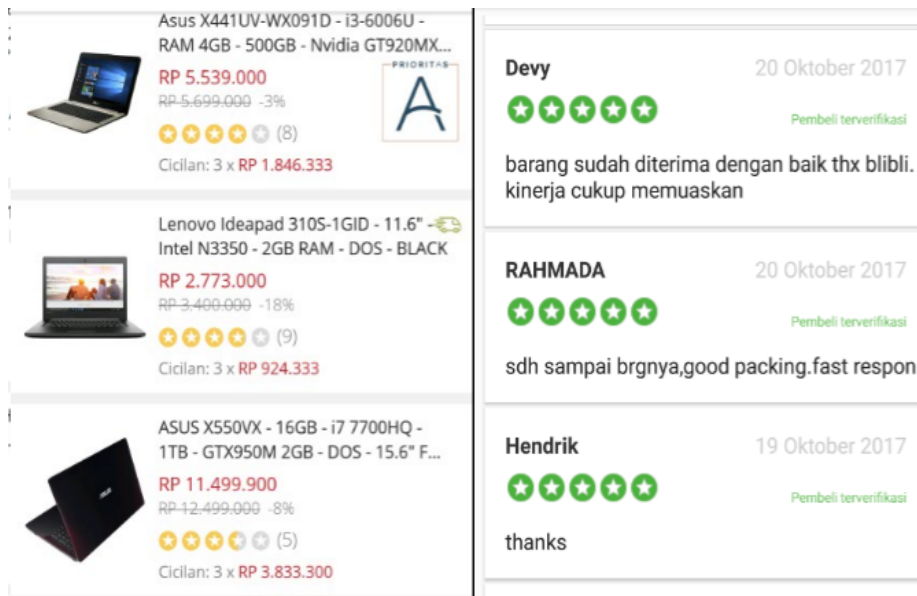 Asus X441UV-WX091D - i3-6006U -
RAM 4GB - 500GB - Nvidia GT920MX...
PRIORITAS
A
RP 5.539.000
RP 5.699.000 -3%
(8)
Cicilan: 3 x RP 1.846.333
Lenovo Ideapad 310S-1GID - 11.6" -
Intel N3350 - 2GB RAM - DOS - BLACK
RP 2.773.000
RP 3.400.000 -18%
(9)
Cicilan: 3 x RP 924.333
ASUS X550VX - 16GB - i7 7700HQ -
1TB - GTX950M 2GB - DOS - 15.6" F...
RP 11.499.900
RP 12.499.000 -8%
(5)
Cicilan: 3 x RP 3.833.300
Devy 20 Oktober 2017
Pembeli terverifikasi
barang sudah diterima dengan baik thx blibli.
kinerja cukup memuaskan
RAHMADA 20 Oktober 2017
Pembeli terverifikasi
sdh sampai brgnya,good packing.fast respon
Hendrik 19 Oktober 2017
Pembeli terverifikasi
thanks